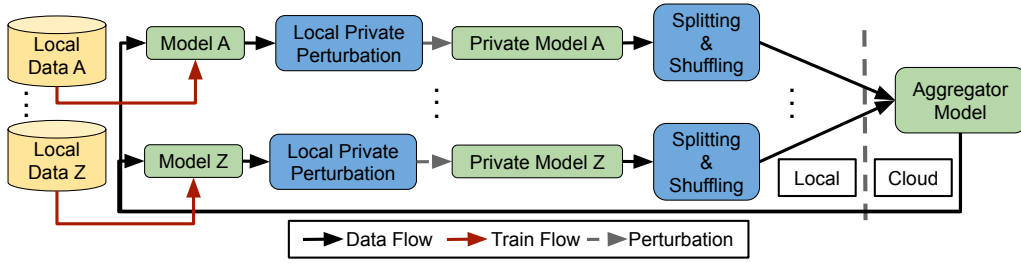 Local
Data A
Model A
Local Private
Perturbation
Private Model A
Splitting
&
Shuffling
Aggregator
Model
Local
Data Z
Model Z
Local Private
Perturbation
Private Model Z
Splitting
&
Shuffling
Local
Cloud
Data Flow
Train Flow
Perturbation